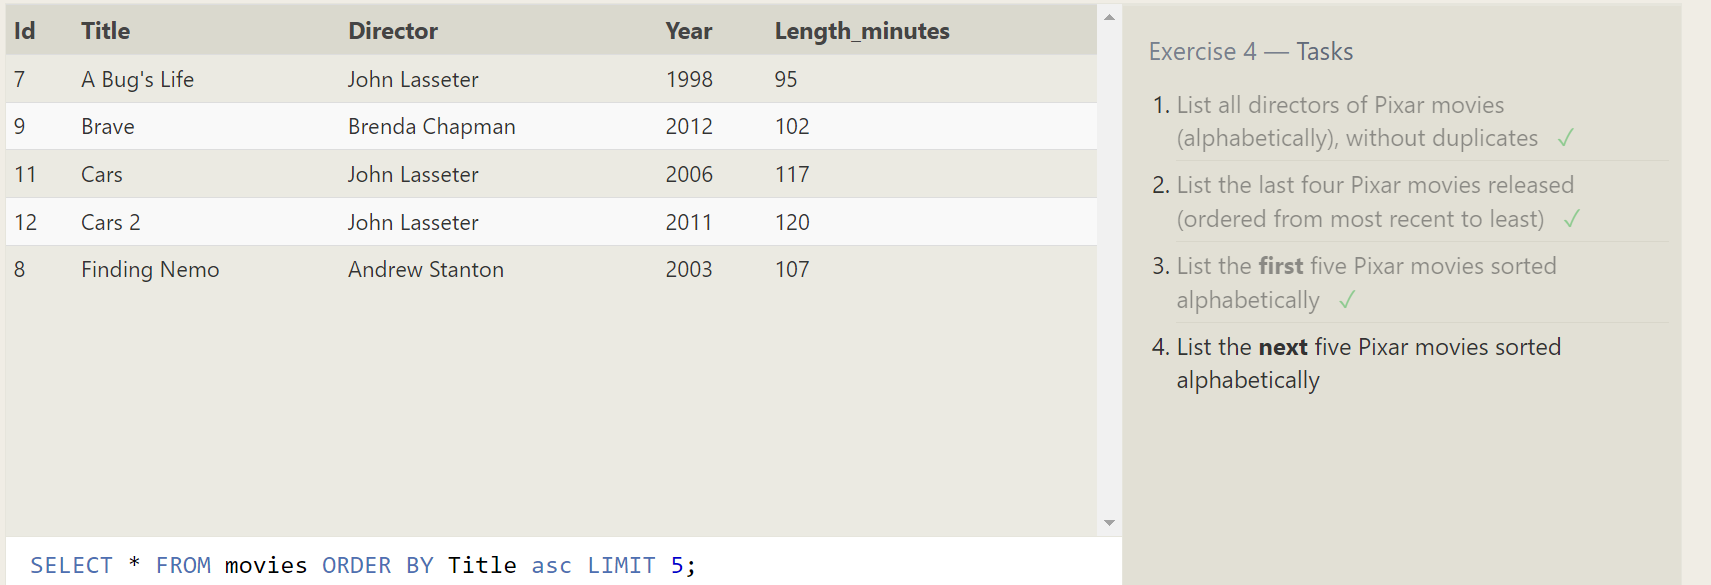 Id Title Director Year Length_minutes
7 A Bug's Life John Lasseter 1998 95
9 Brave Brenda Chapman 2012 102
11 Cars John Lasseter 2006 117
12 Cars 2 John Lasseter 2011 120
8 Finding Nemo Andrew Stanton 2003 107
SELECT * FROM movies ORDER BY Title asc LIMIT 5;
Exercise 4 — Tasks
1. List all directors of Pixar movies
(alphabetically), without duplicates ✓
2. List the last four Pixar movies released
(ordered from most recent to least) ✓
3. List the first five Pixar movies sorted
alphabetically ✓
4. List the next five Pixar movies sorted
alphabetically